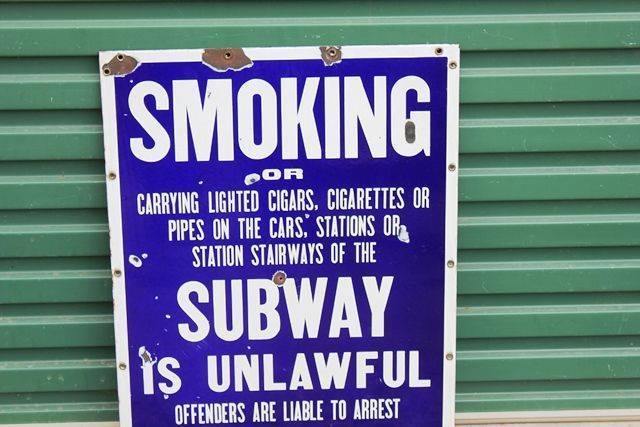 SMOKING
OR
CARRYING LIGHTED CIGARS, CIGARETTES OR
PIPES ON THE CARS, STATIONS OR
STATION STAIRWAYS OF THE
SUBWAY
IS UNLAWFUL
OFFENDERS ARE LIABLE TO ARREST